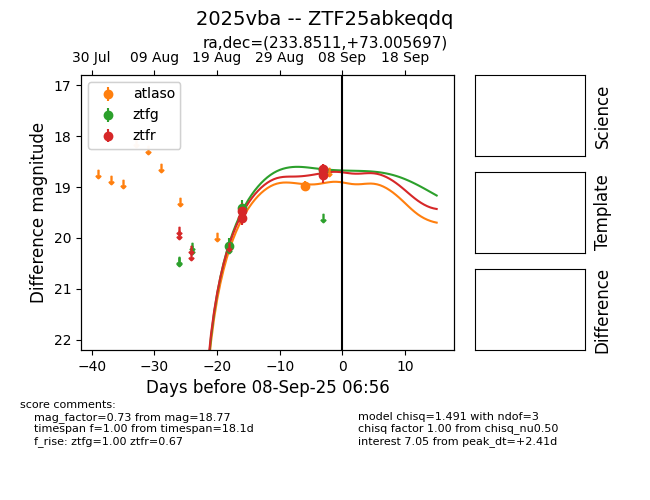 2025vba -- ZTF25abkeqdq
ra,dec=(233.8511,+73.005697)
30 Jul 09 Aug 19 Aug 29 Aug 08 Sep 18 Sep
17
18
19
20
21
22
Difference magnitude
atlaso
ztfg
ztfr
−40 −30 −20 −10 0 10
Days before 08-Sep-25 06:56
Science
Template
Difference
score comments:
mag_factor=0.73 from mag=18.77
timespan f=1.00 from timespan=18.1d
f_rise: ztfg=1.00 ztfr=0.67
model chisq=1.491 with ndof=3
chisq factor 1.00 from chisq_nu0.50
interest 7.05 from peak_dt=+2.41d